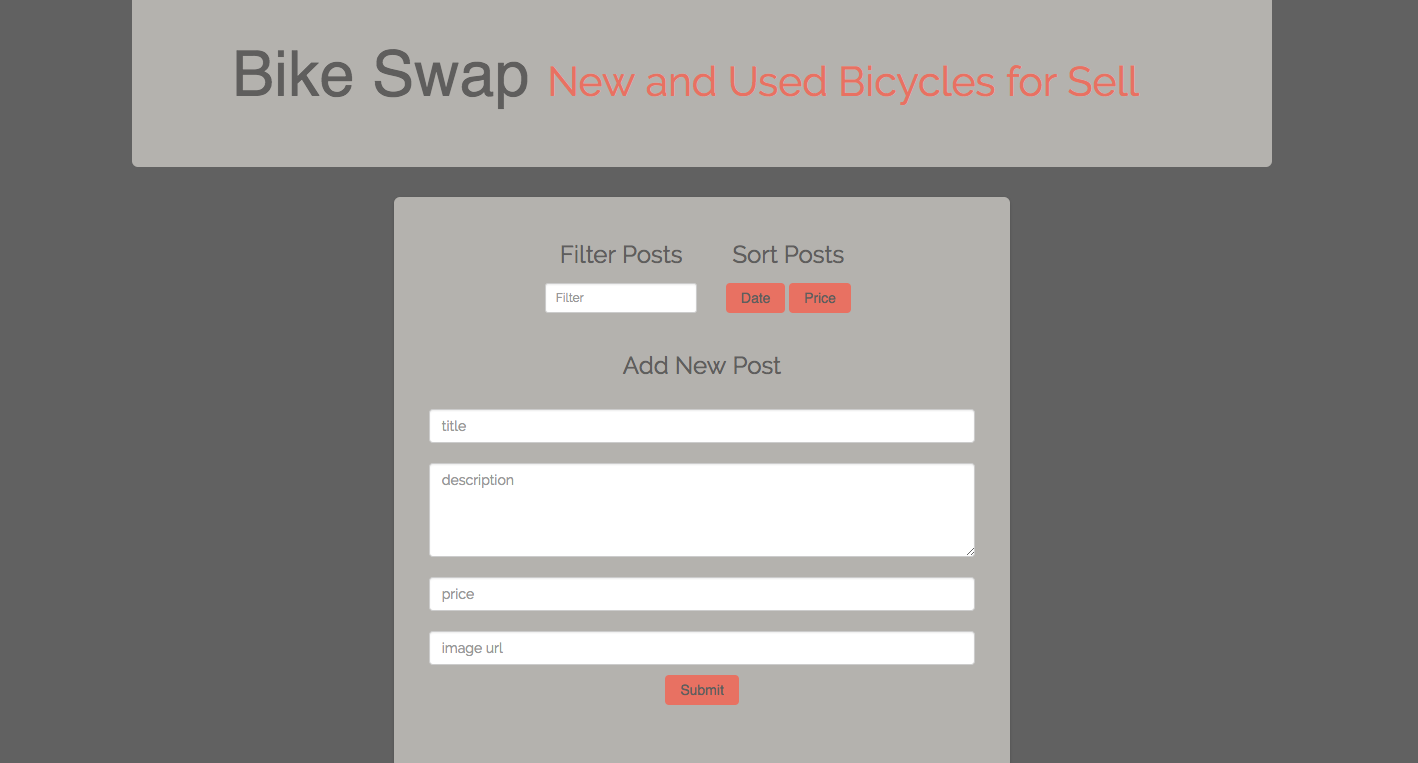 Bike Swap New and Used Bicycles for Sell
Filter Posts Sort Posts
Filter Date Price
Add New Post
title
description
price
image url
Submit